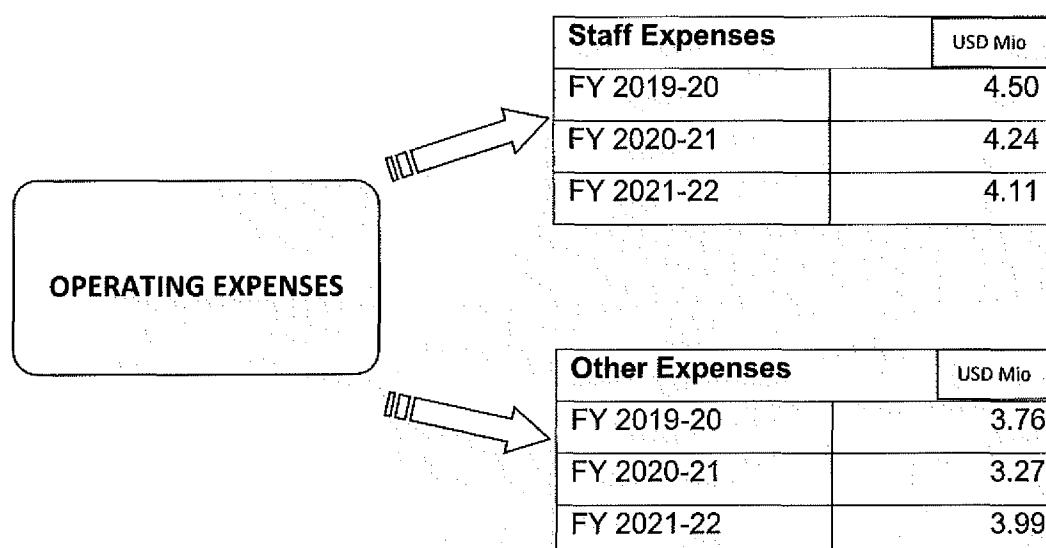 Staff Expenses USD Mio
FY 2019-20 4.50
FY 2020-21 4.24
FY 2021-22 4.11
OPERATING EXPENSES
Other Expenses USD Mio
FY 2019-20 3.76
FY 2020-21 3.27
FY 2021-22 3.99